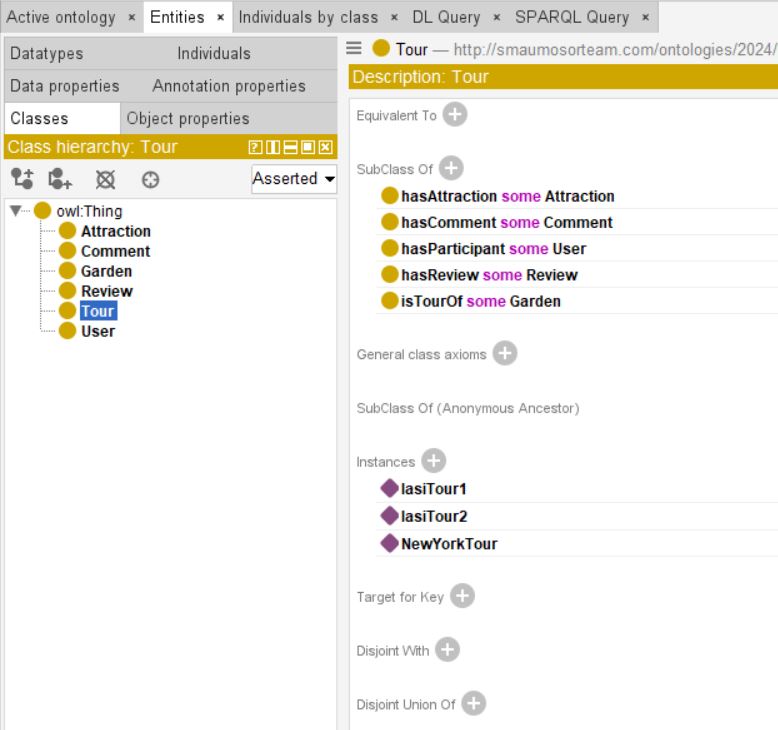 Active ontology × Entities × Individuals by class × DL Query × SPARQL Query ×
Datatypes Individuals
Data properties Annotation properties
Classes Object properties
Class hierarchy: Tour
Asserted
owl:Thing
Attraction
Comment
Garden
Review
Tour
User
Tour — http://smaumosorteam.com/ontologies/2024/
Description: Tour
Equivalent To
SubClass Of
hasAttraction some Attraction
hasComment some Comment
hasParticipant some User
hasReview some Review
isTourOf some Garden
General class axioms
SubClass Of (Anonymous Ancestor)
Instances
IasiTour1
IasiTour2
NewYorkTour
Target for Key
Disjoint With
Disjoint Union Of